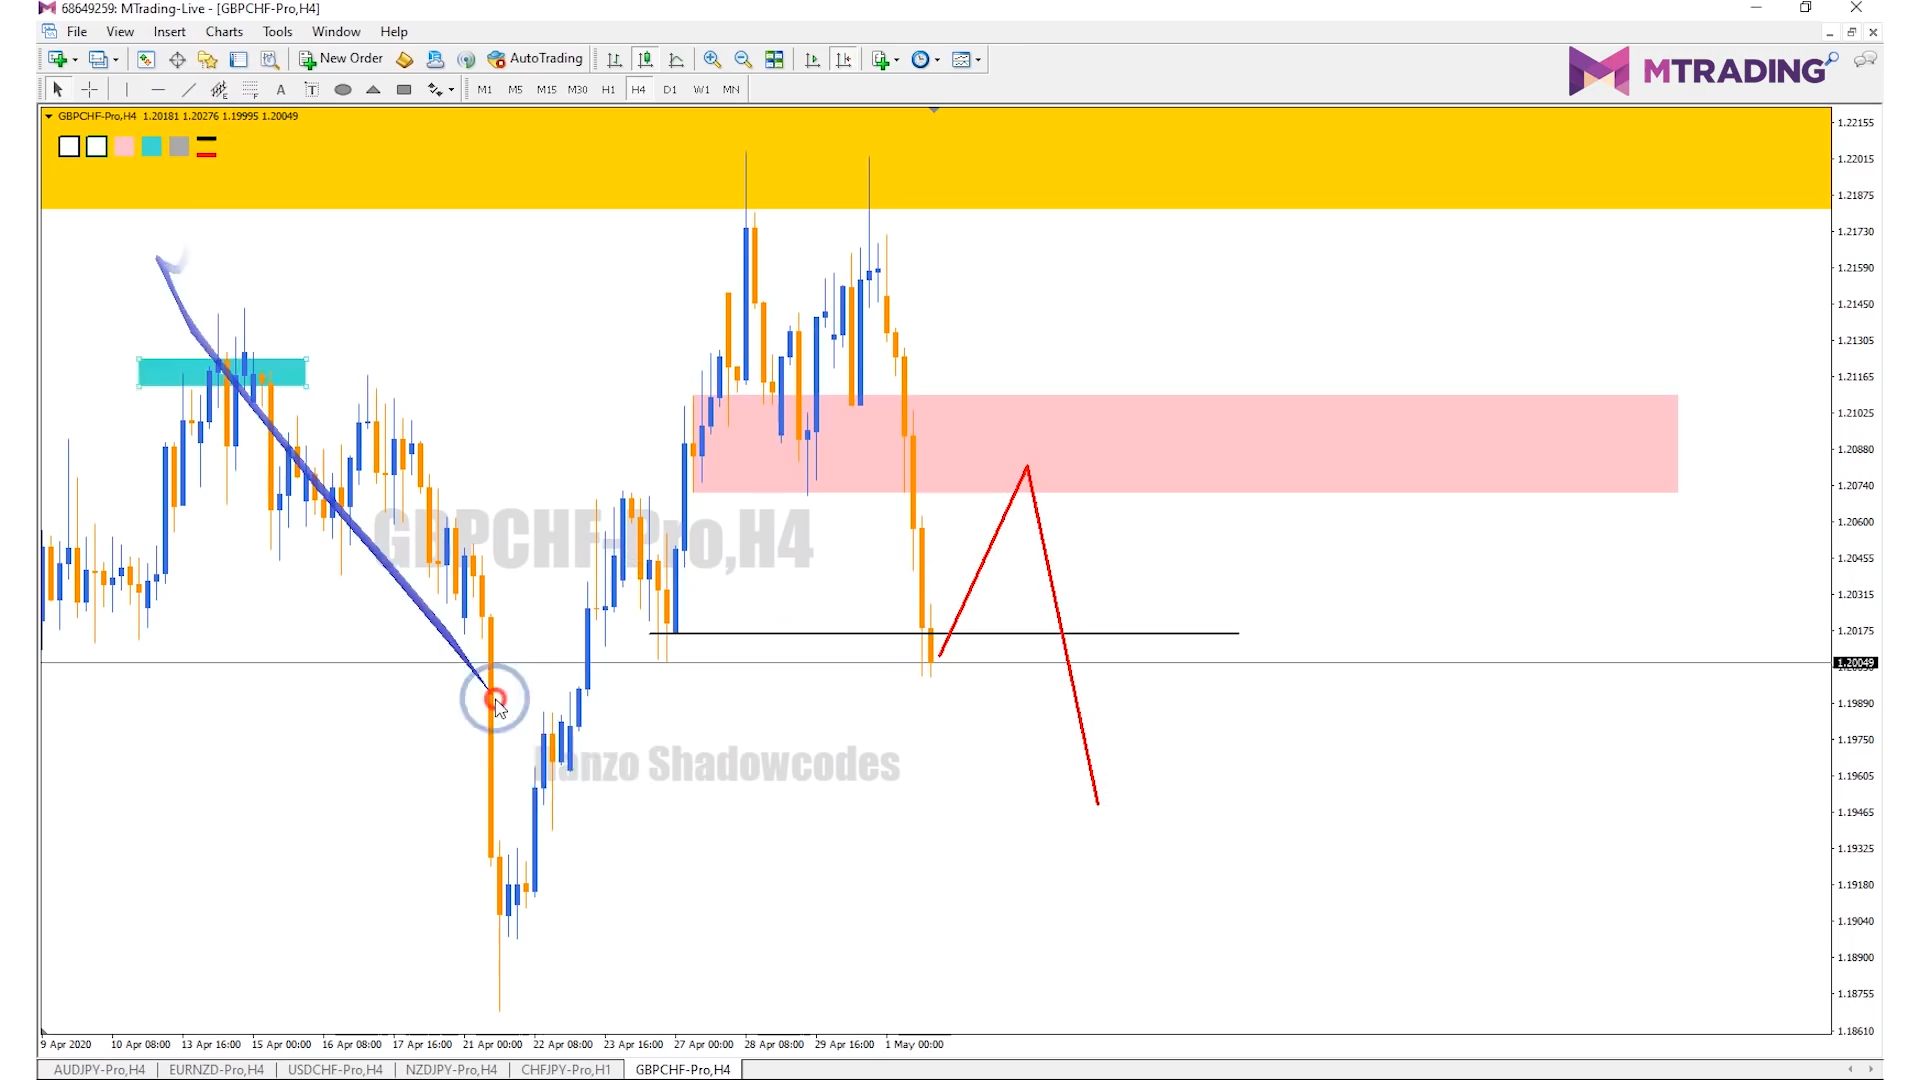 68649259: MTrading-Live - [GBPCHF-Pro,H4]
File View Insert Charts Tools Window Help
New Order AutoTrading
MTRADING
A T M1 M5 M15 M30 H1 H4 D1 W1 MN
GBPCHF-Pro,H4 1.20181 1.20276 1.19995 1.20049
1.22155
1.22015
1.21875
1.21730
1.21590
1.21450
1.21305
1.21165
1.21025
1.20880
1.20740
1.20600
1.20455
1.20315
1.20175
1.20049
1.19890
1.19750
1.19605
1.19465
1.19325
1.19180
1.19040
1.18900
1.18755
1.18610
GBPCHF-Pro,H4
Shadowcodes
9 Apr 2020 10 Apr 08:00 13 Apr 16:00 15 Apr 00:00 16 Apr 08:00 17 Apr 16:00 21 Apr 00:00 22 Apr 08:00 23 Apr 16:00 27 Apr 00:00 28 Apr 08:00 29 Apr 16:00 1 May 00:00
AUDJPY-Pro,H4 EURNZD-Pro,H4 USDCHF-Pro,H4 NZDJPY-Pro,H4 CHFJPY-Pro,H1 GBPCHF-Pro,H4